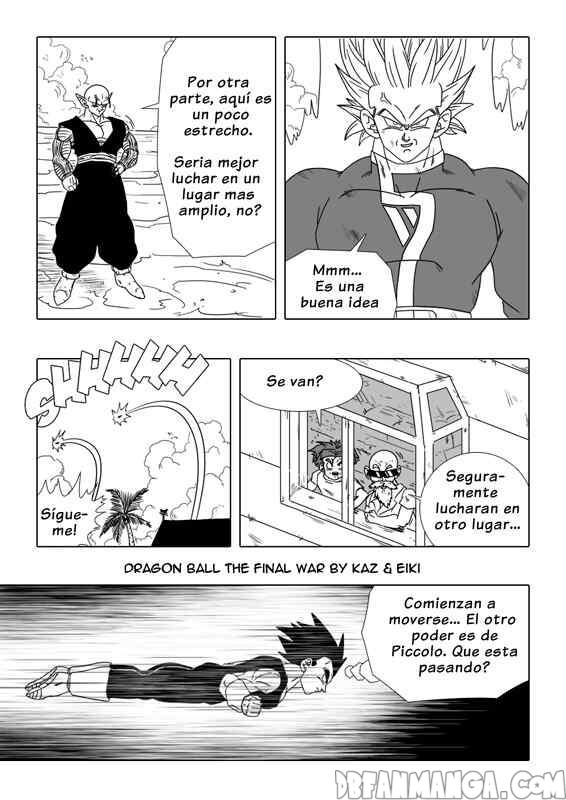 Por otra
parte, aquí es
un poco
estrecho.
Seria mejor
luchar en un
lugar mas
amplio, no?
Mmm...
Es una
buena idea
SHHHHH
Sígue-
me!
Se van?
Segura-
mente
lucharan en
otro lugar...
DRAGON BALL THE FINAL WAR BY KAZ & EIKI
Comienzan a
moverse... El otro
poder es de
Piccolo. Que esta
pasando?
DBFANMANGA.COM